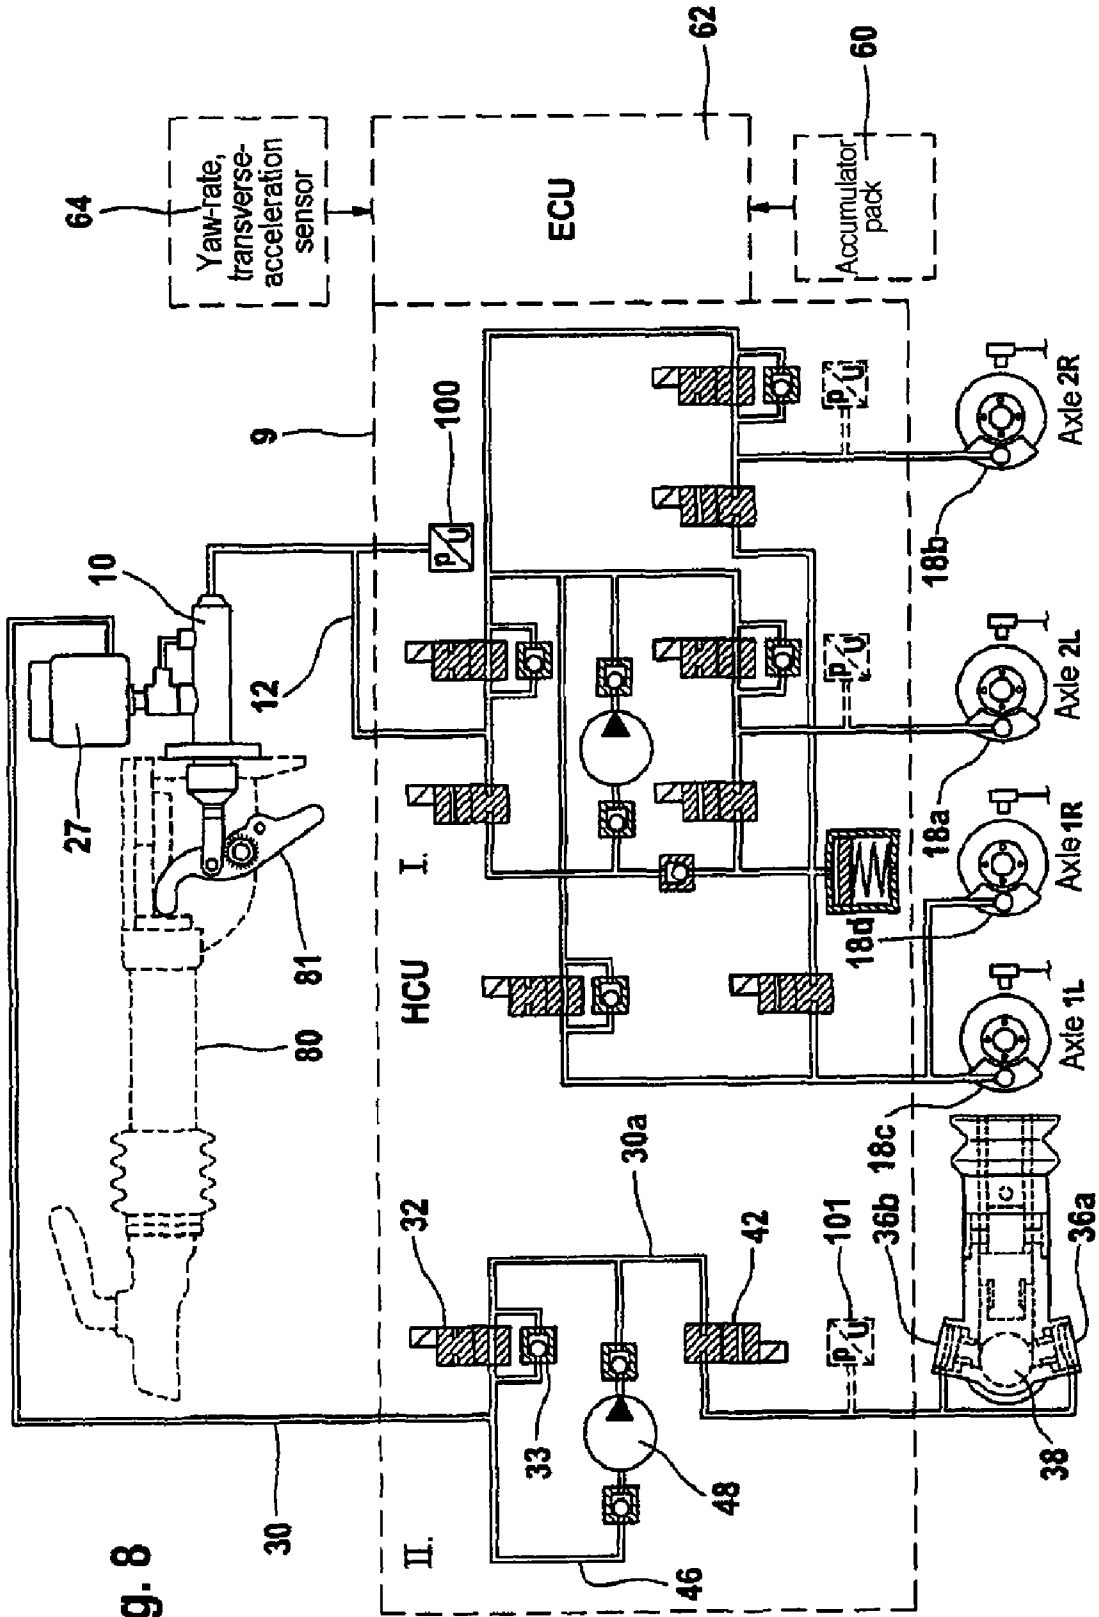 g. 8
64
Yaw-rate,
transverse-
acceleration
sensor
62
ECU
60
Accumulator
pack
9
100
P
U
10
12
27
81
80
30
HCU
I.
II.
32
33
30a
42
48
46
101
P
U
P
U
P
U
18b
18a
18d
18c
36b
36a
38
Axle 2R
Axle 2L
Axle 1R
Axle 1L